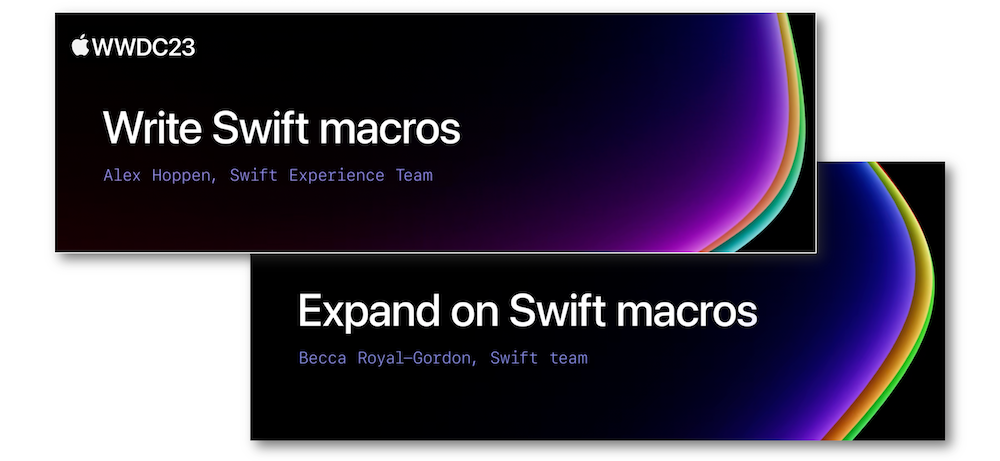 WWDC23
Write Swift macros
Alex Hoppen, Swift Experience Team
Expand on Swift macros
Becca Royal–Gordon, Swift team